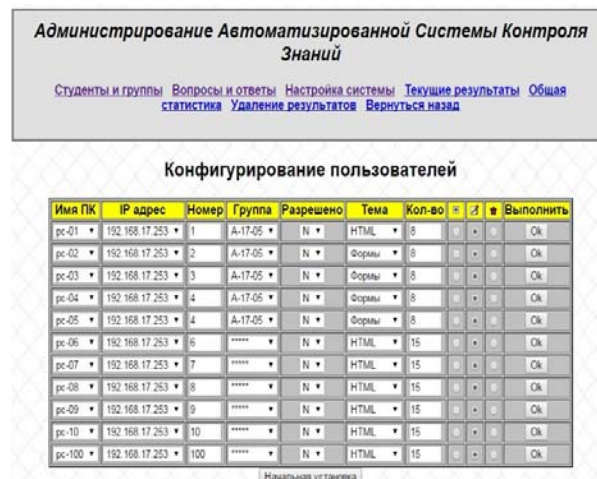 Администрирование Автоматизированной Системы Контроля
Знаний
Студенты и группы Вопросы и ответы Настройка системы Текущие результаты Общая
статистика Удаление результатов Вернуться назад
Конфигурирование пользователей
Имя ПК IP адрес Номер Группа Разрешено Тема Кол-во Выполнить
pc-01 192.168.17.253 1 А-17-05 N HTML 8 Ok
pc-02 192.168.17.253 2 А-17-05 N Формы 8 Ok
pc-03 192.168.17.253 3 А-17-05 N Формы 8 Ok
pc-04 192.168.17.253 4 А-17-05 N Формы 8 Ok
pc-05 192.168.17.253 4 А-17-05 N Формы 8 Ok
pc-06 192.168.17.253 6 ***** N HTML 15 Ok
pc-07 192.168.17.253 7 ***** N HTML 15 Ok
pc-08 192.168.17.253 8 ***** N HTML 15 Ok
pc-09 192.168.17.253 9 ***** N HTML 15 Ok
pc-10 192.168.17.253 10 ***** N HTML 15 Ok
pc-100 192.168.17.253 100 ***** N HTML 15 Ok
Начальная установка